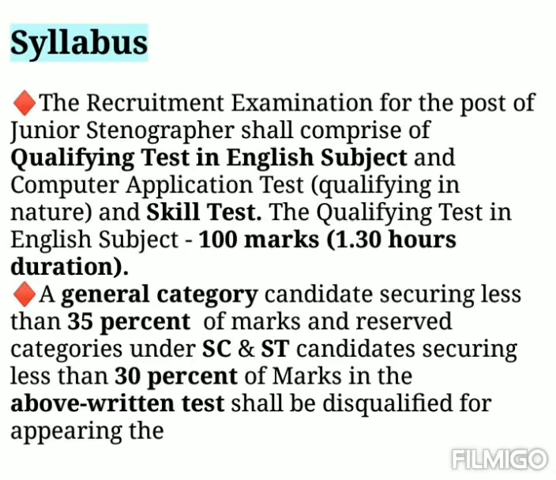 Syllabus
♦️The Recruitment Examination for the post of
Junior Stenographer shall comprise of
Qualifying Test in English Subject and
Computer Application Test (qualifying in
nature) and Skill Test. The Qualifying Test in
English Subject - 100 marks (1.30 hours
duration).
♦️A general category candidate securing less
than 35 percent of marks and reserved
categories under SC & ST candidates securing
less than 30 percent of Marks in the
above-written test shall be disqualified for
appearing the
FILMIGO